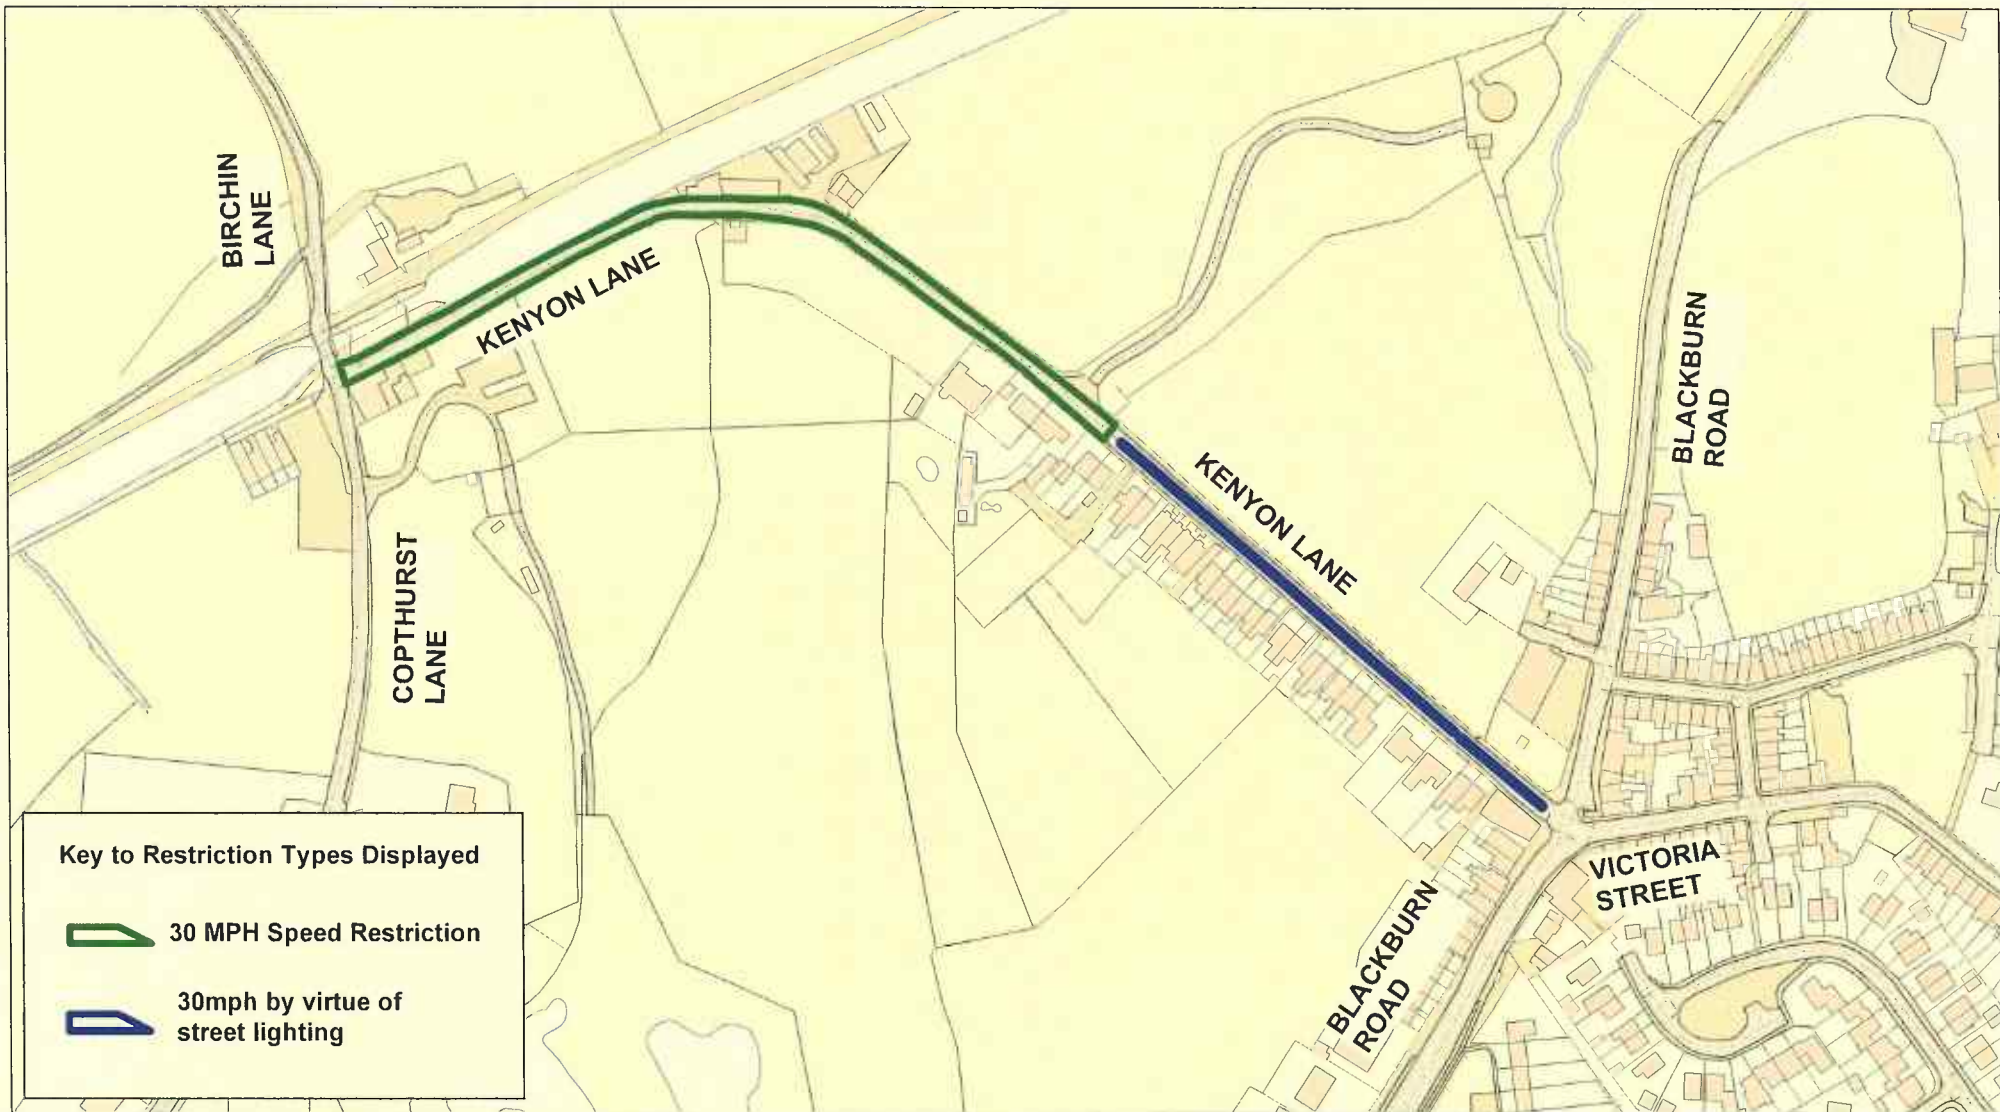 BIRCHIN
LANE
KENYON LANE
BLACKBURN
ROAD
KENYON LANE
COPTHURST
LANE
VICTORIA
STREET
BLACKBURN
ROAD
Key to Restriction Types Displayed
30 MPH Speed Restriction
30mph by virtue of
street lighting